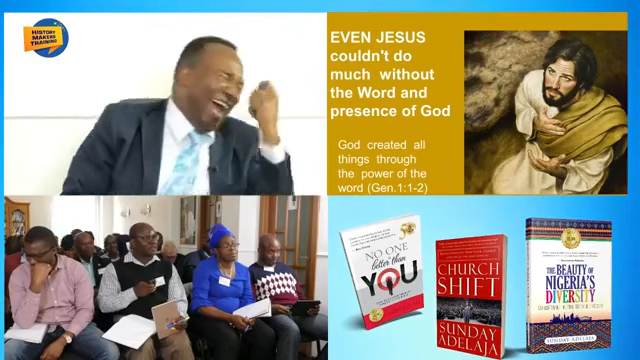 HISTORY
MAKERS
TRAINING
EVEN JESUS
couldn't do
much without
the Word and
presence of God
God created all
things through
the power of the
word (Gen.1:1-2)
NO ONE
better than
YOU
CHURCH
SHIFT
SUNDAY
ADELAJA
THE BEAUTY OF
NIGERIA'S
DIVERSITY
SUNDAY ADELAJA